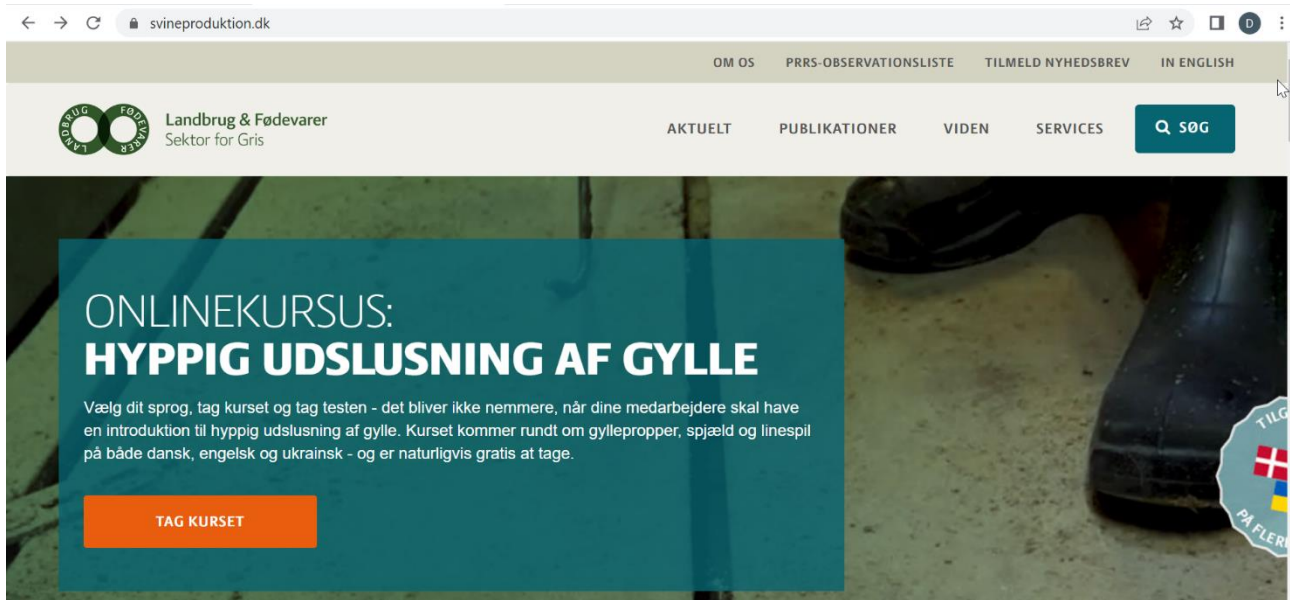 svineproduktion.dk
D
OM OS PRRS-OBSERVATIONSLISTE TILMELD NYHEDSBREV IN ENGLISH
LANDBRUG FØDEVARER
Landbrug & Fødevarer
Sektor for Gris
AKTUELT PUBLIKATIONER VIDEN SERVICES SØG
ONLINEKURSUS:
HYPPIG UDSLUSNING AF GYLLE
Vælg dit sprog, tag kurset og tag testen - det bliver ikke nemmere, når dine medarbejdere skal have
en introduktion til hyppig udslusning af gylle. Kurset kommer rundt om gyllepropper, spjæld og linespil
på både dansk, engelsk og ukrainsk - og er naturligvis gratis at tage.
TAG KURSET
PÅ